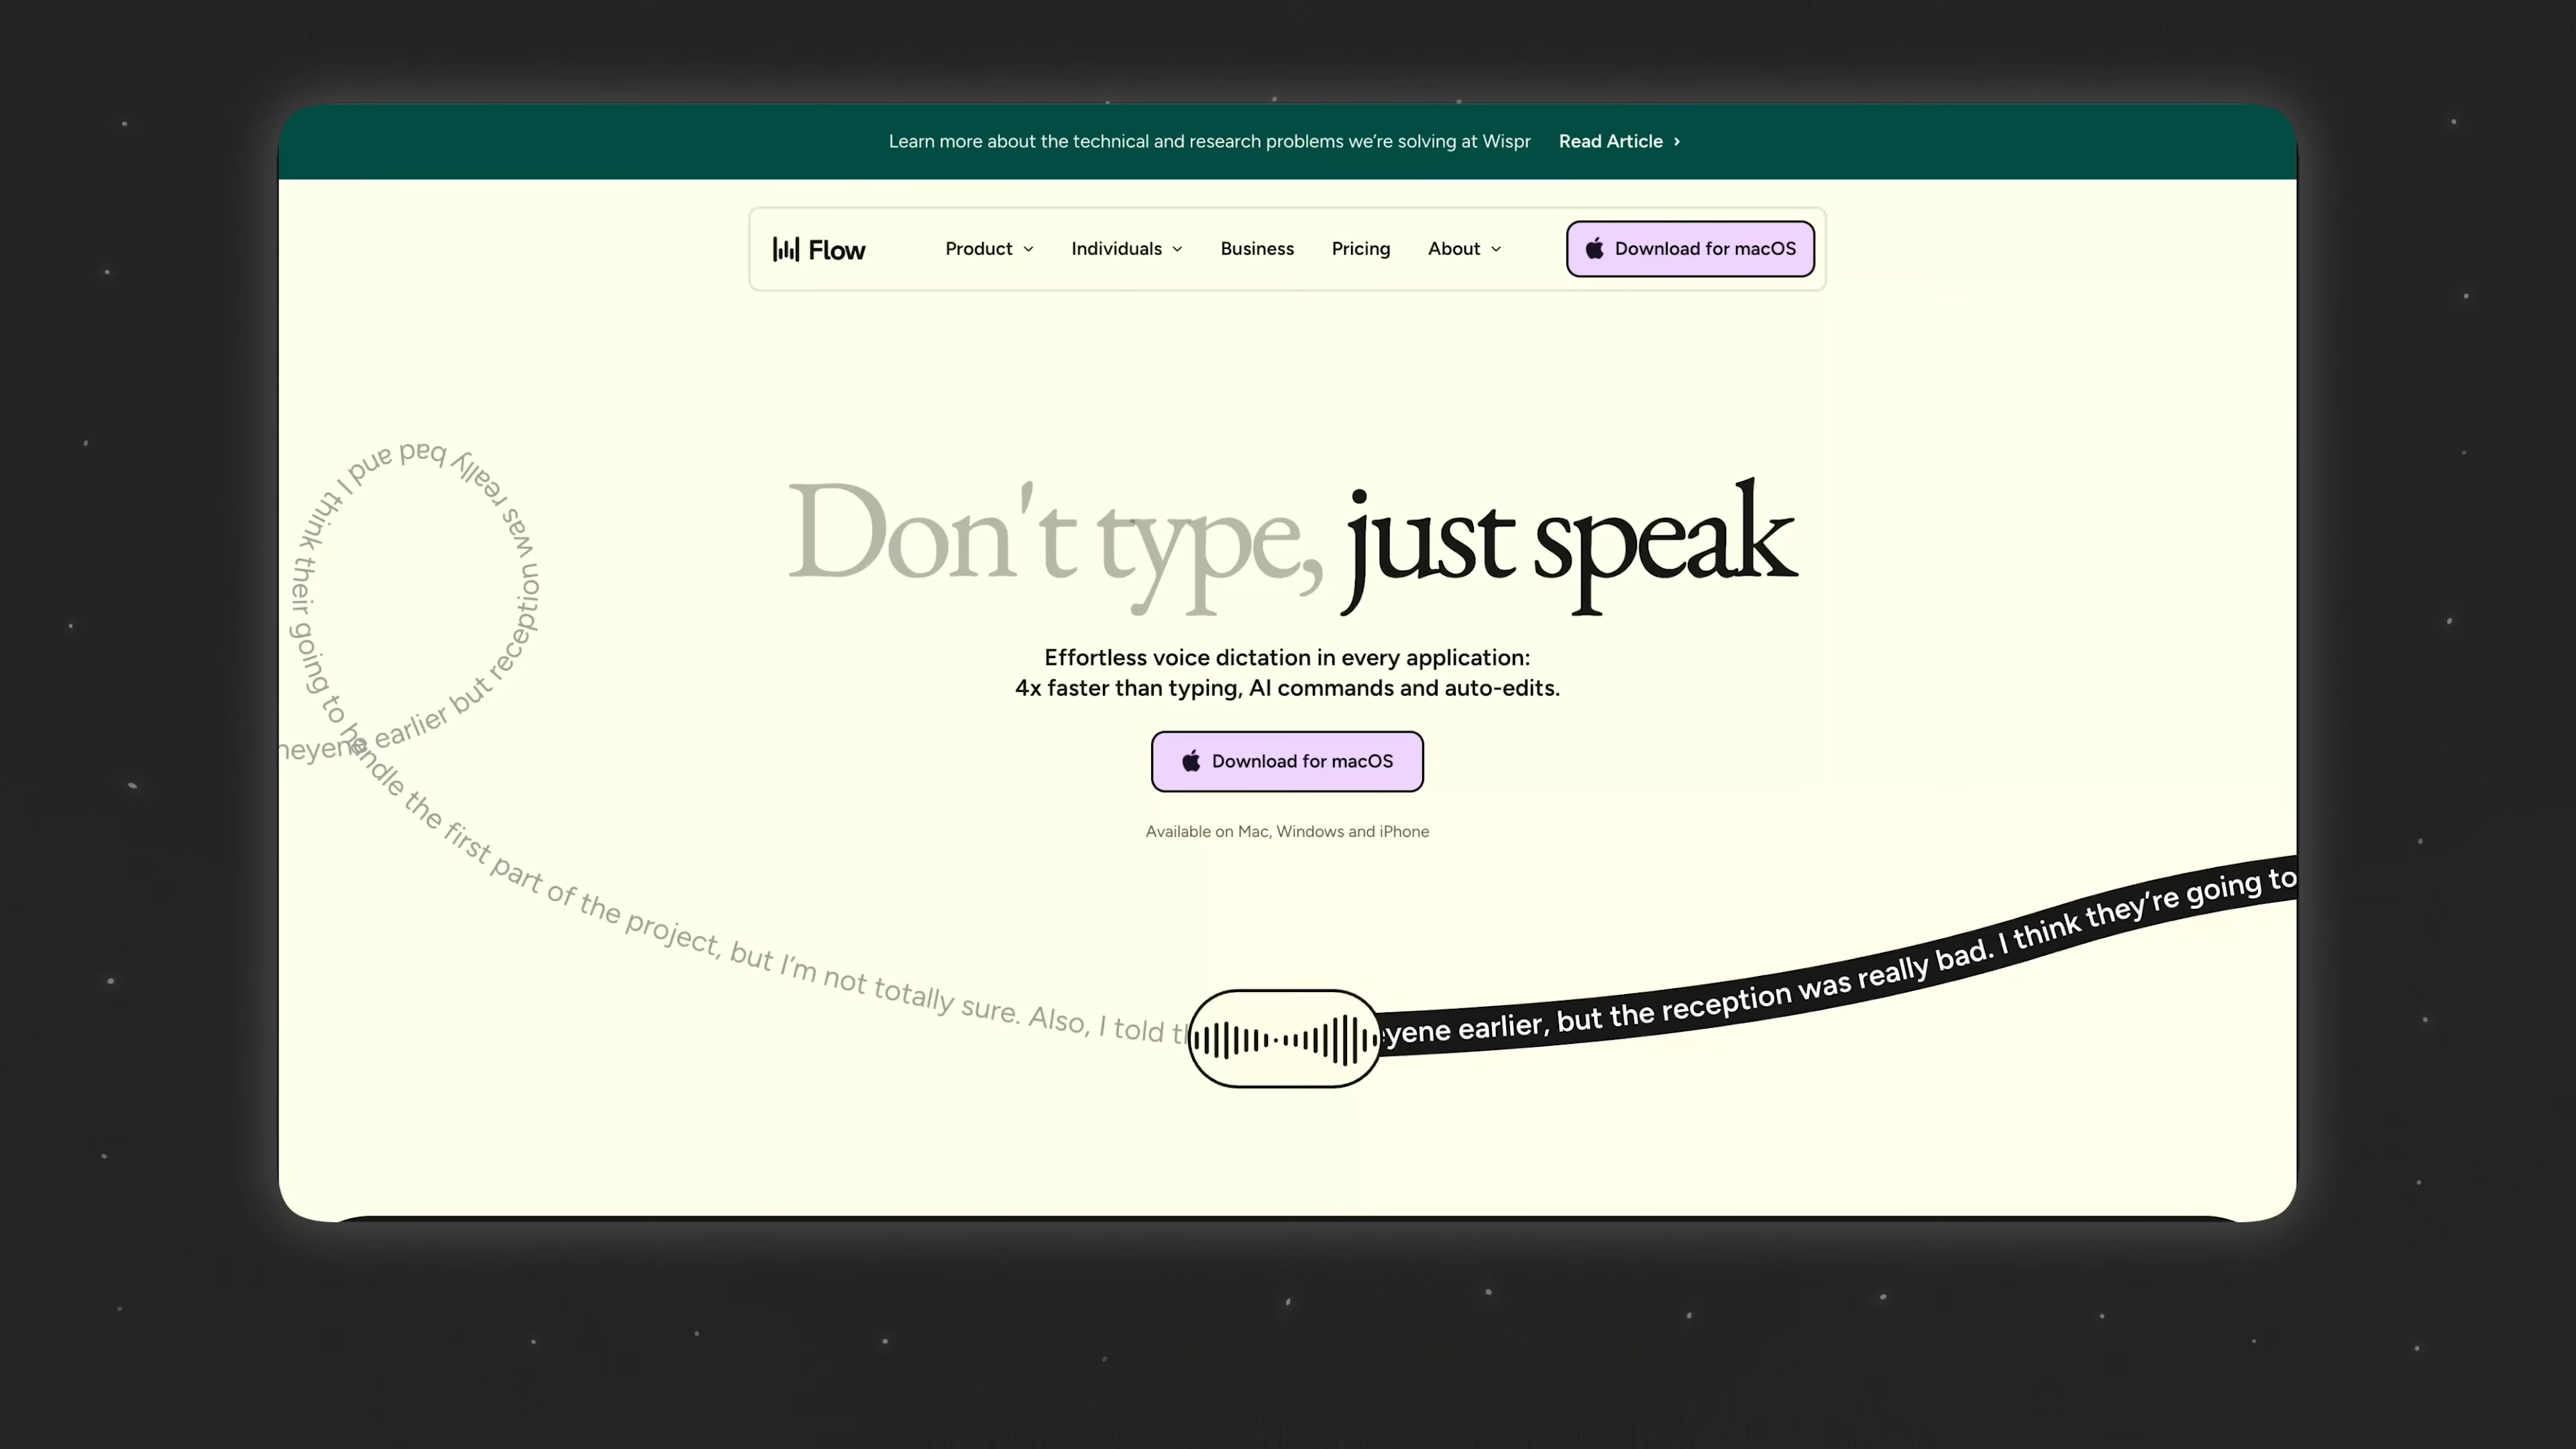 Learn more about the technical and research problems we're solving at Wispr Read Article
Flow Product Individuals Business Pricing About Download for macOS
Don't type, just speak
Effortless voice dictation in every application:
4x faster than typing, AI commands and auto-edits.
Download for macOS
Available on Mac, Windows and iPhone
earlier but reception was really bad and I think their going to handle the first part of the project, but I'm not totally sure. Also, I told
earlier, but the reception was really bad. I think they're going to